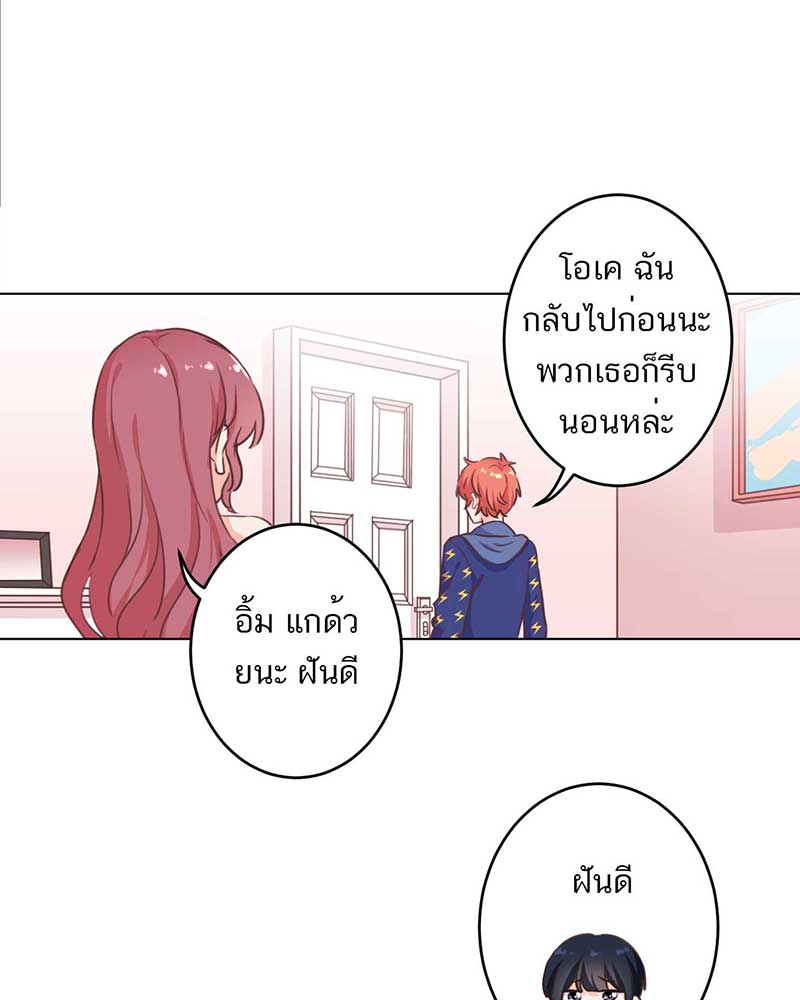 โอเค ฉัน
กลับไปก่อนนะ
พวกเธอก็รีบ
นอนหล่ะ
อิ้ม แกด้ว
ยนะ ฝันดี
ฝันดี